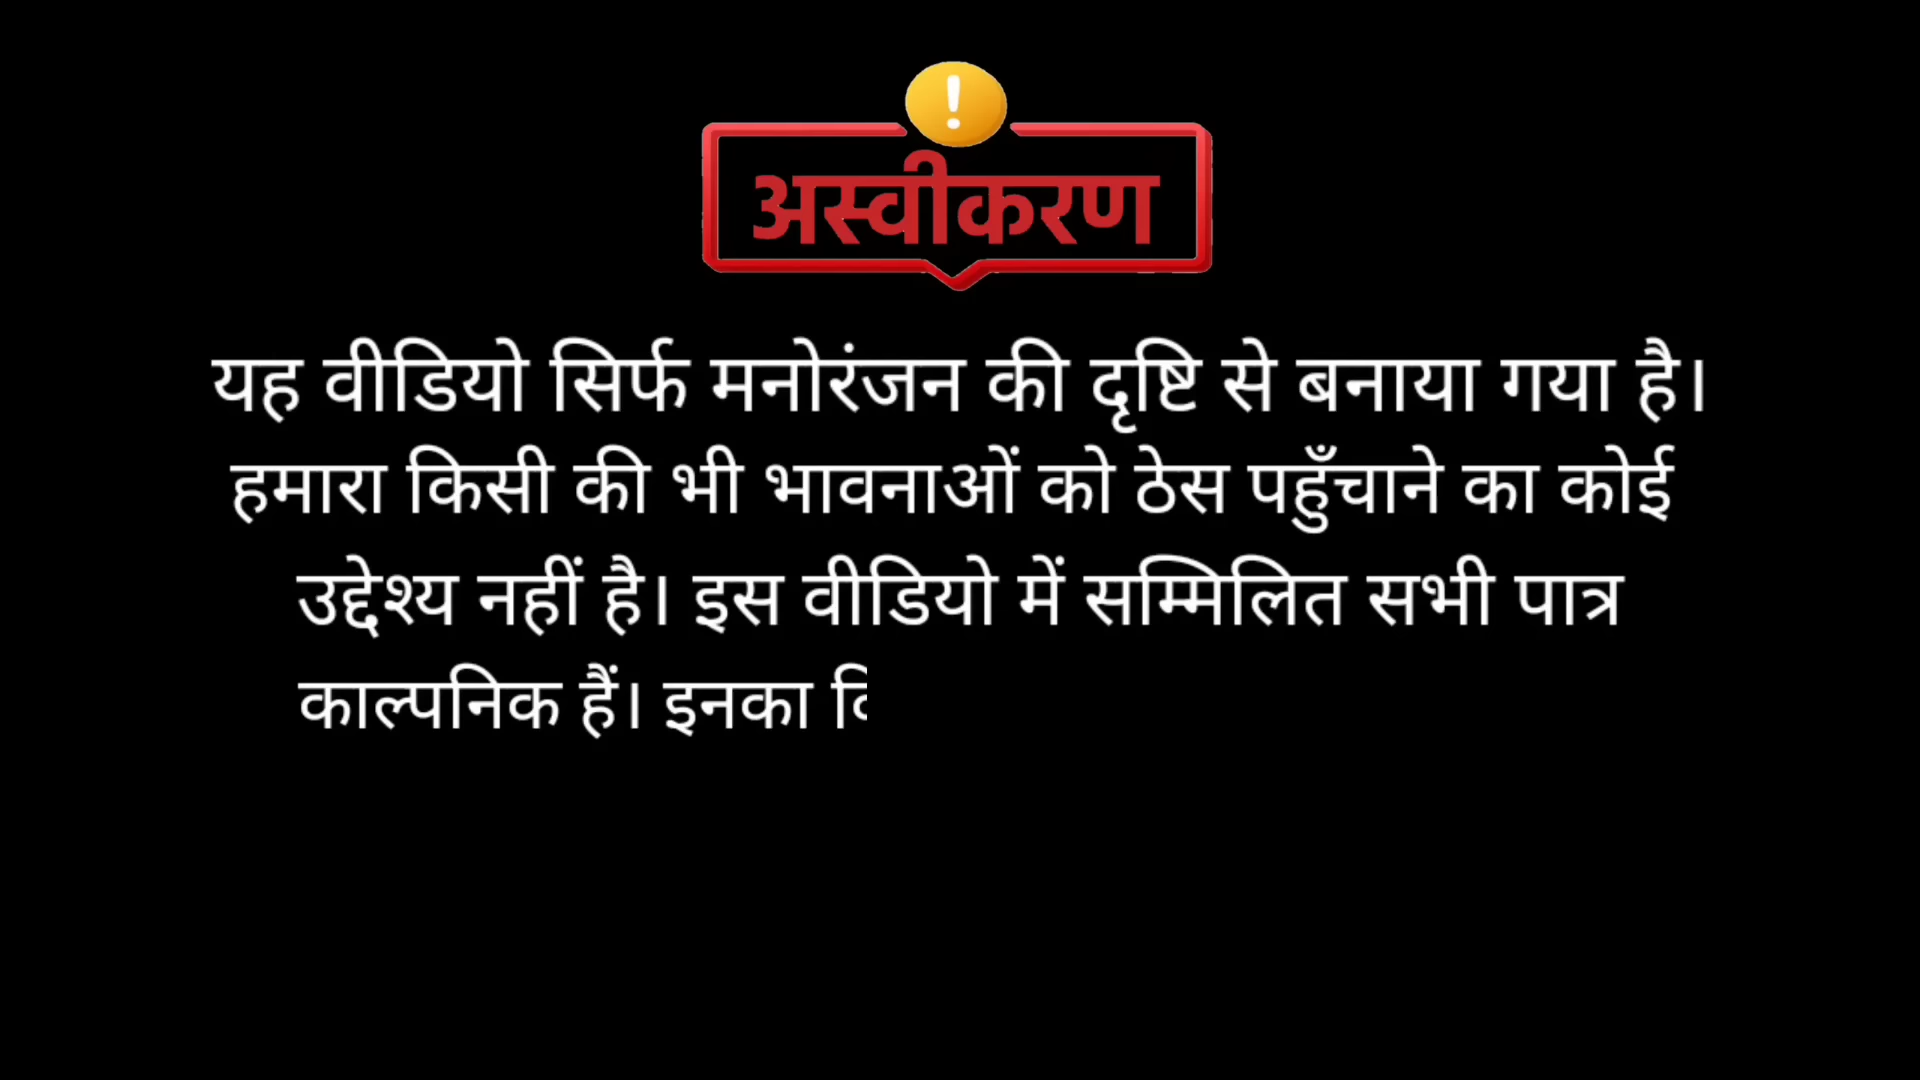 !
अस्वीकरण
यह वीडियो सिर्फ मनोरंजन की दृष्टि से बनाया गया है।
हमारा किसी की भी भावनाओं को ठेस पहुँचाने का कोई
उद्देश्य नहीं है। इस वीडियो में सम्मिलित सभी पात्र
काल्पनिक हैं। इनका